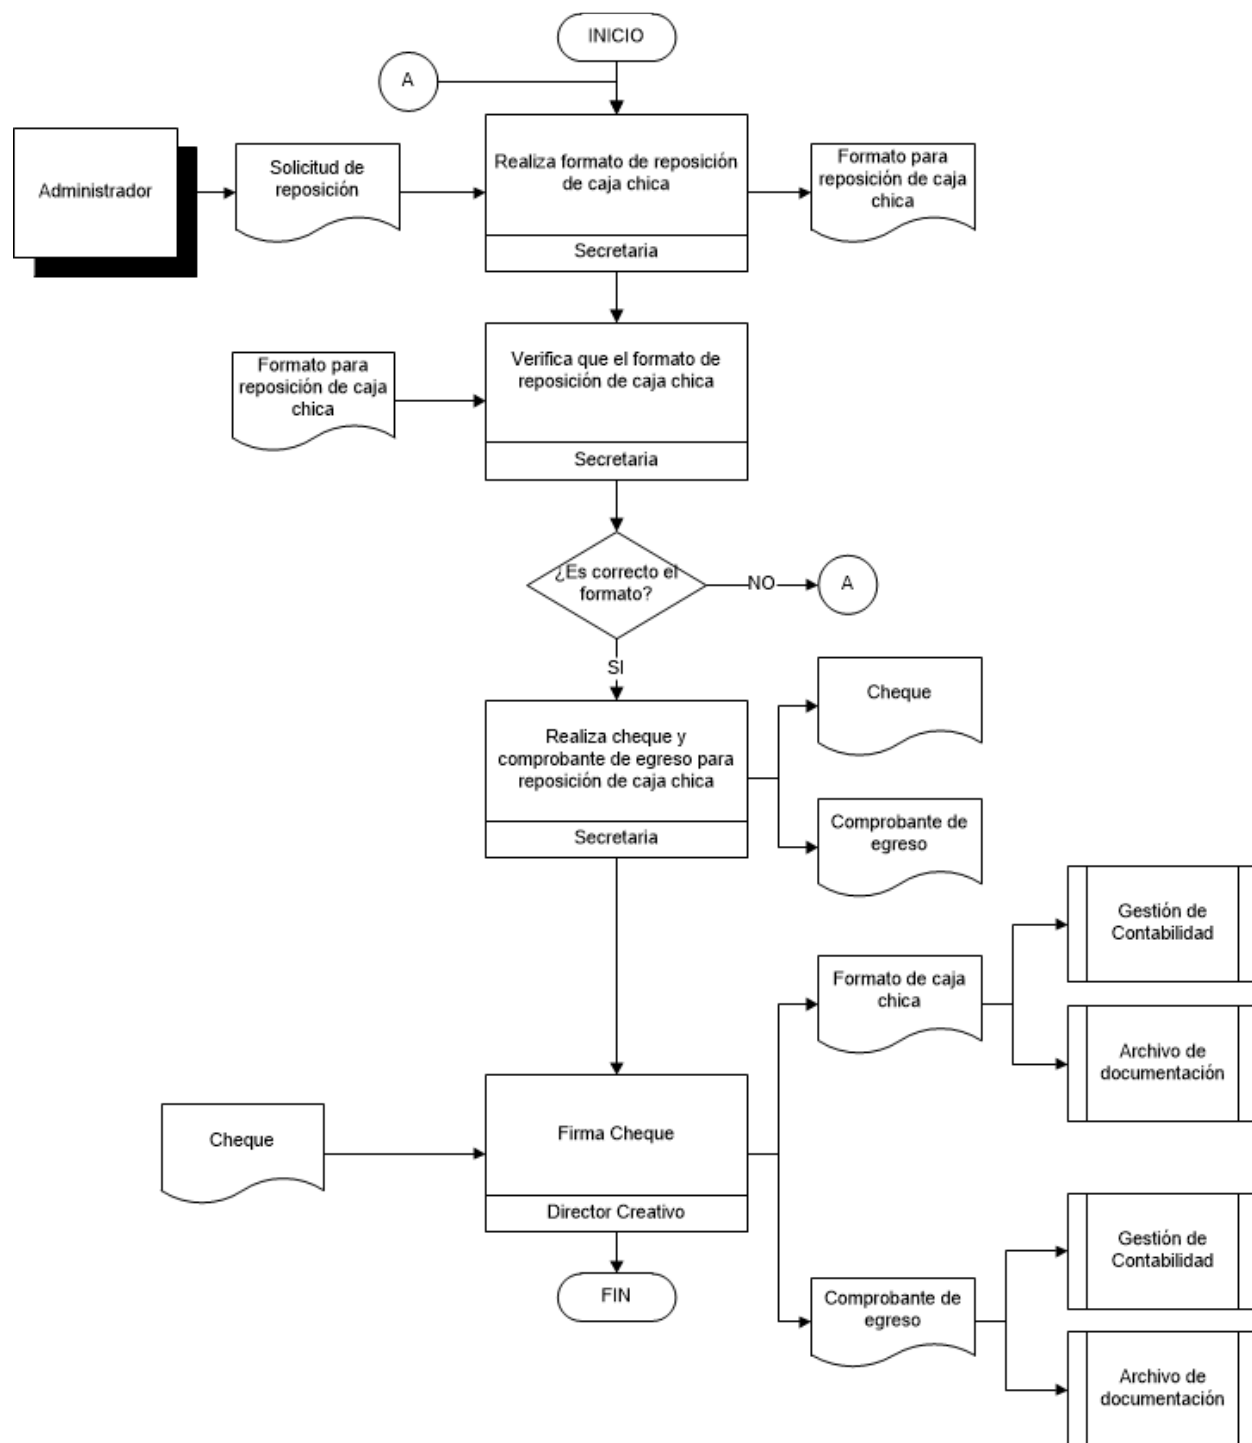 INICIO
A
Administrador
Solicitud de
reposición
Realiza formato de reposición
de caja chica
Secretaria
Formato para
reposición de caja
chica
Formato para
reposición de caja
chica
Verifica que el formato de
reposición de caja chica
Secretaria
¿Es correcto el
formato?
NO
A
SI
Realiza cheque y
comprobante de egreso para
reposición de caja chica
Secretaria
Cheque
Comprobante de
egreso
Gestión de
Contabilidad
Formato de caja
chica
Archivo de
documentación
Cheque
Firma Cheque
Director Creativo
FIN
Comprobante de
egreso
Gestión de
Contabilidad
Archivo de
documentación